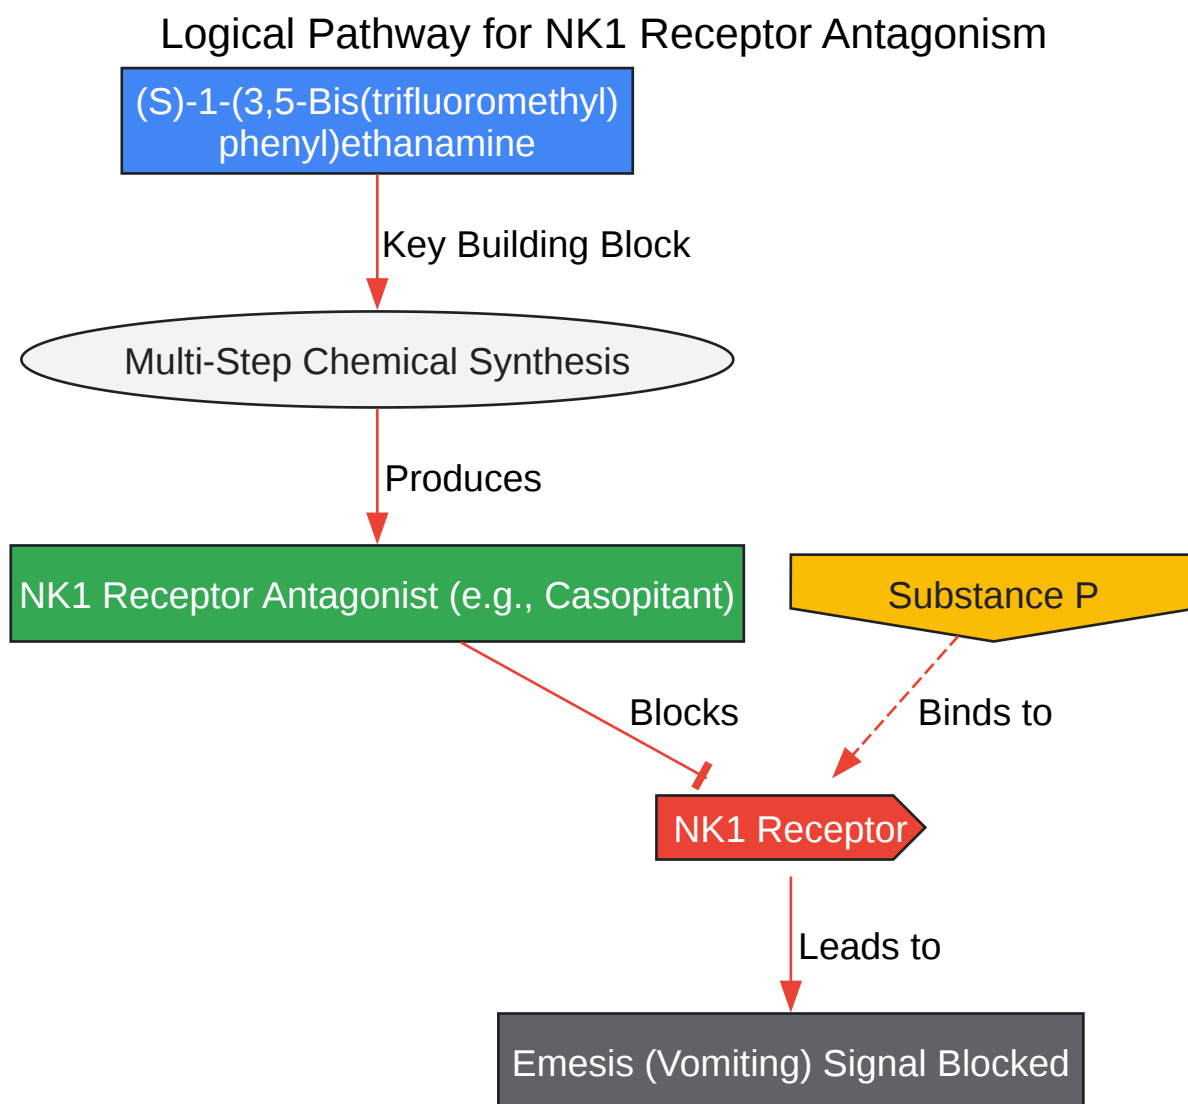 Logical Pathway for NK1 Receptor Antagonism
(S)-1-(3,5-Bis(trifluoromethyl)
phenyl)ethanamine
Key Building Block
Multi-Step Chemical Synthesis
Produces
NK1 Receptor Antagonist (e.g., Casopitant)
Substance P
Blocks
Binds to
NK1 Receptor
Leads to
Emesis (Vomiting) Signal Blocked